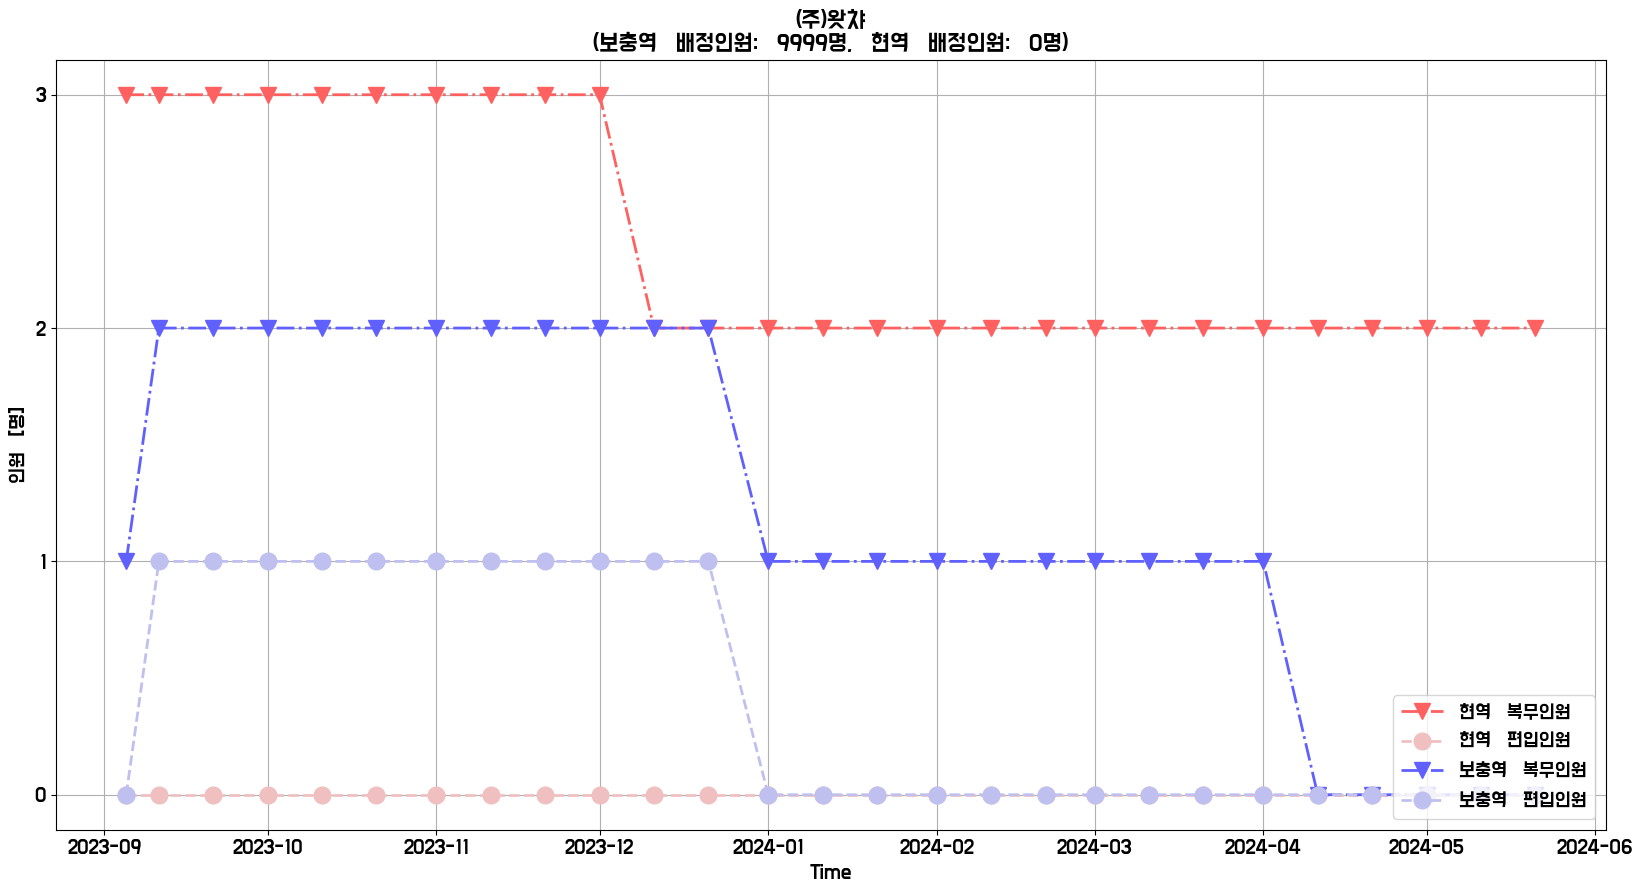 (주)왓챠
(보충역 배정인원: 9999명, 현역 배정인원: 0명)
인원 [명]
3
2
1
0
현역 복무인원
현역 편입인원
보충역 복무인원
보충역 편입인원
2023-09 2023-10 2023-11 2023-12 2024-01 2024-02 2024-03 2024-04 2024-05 2024-06
Time